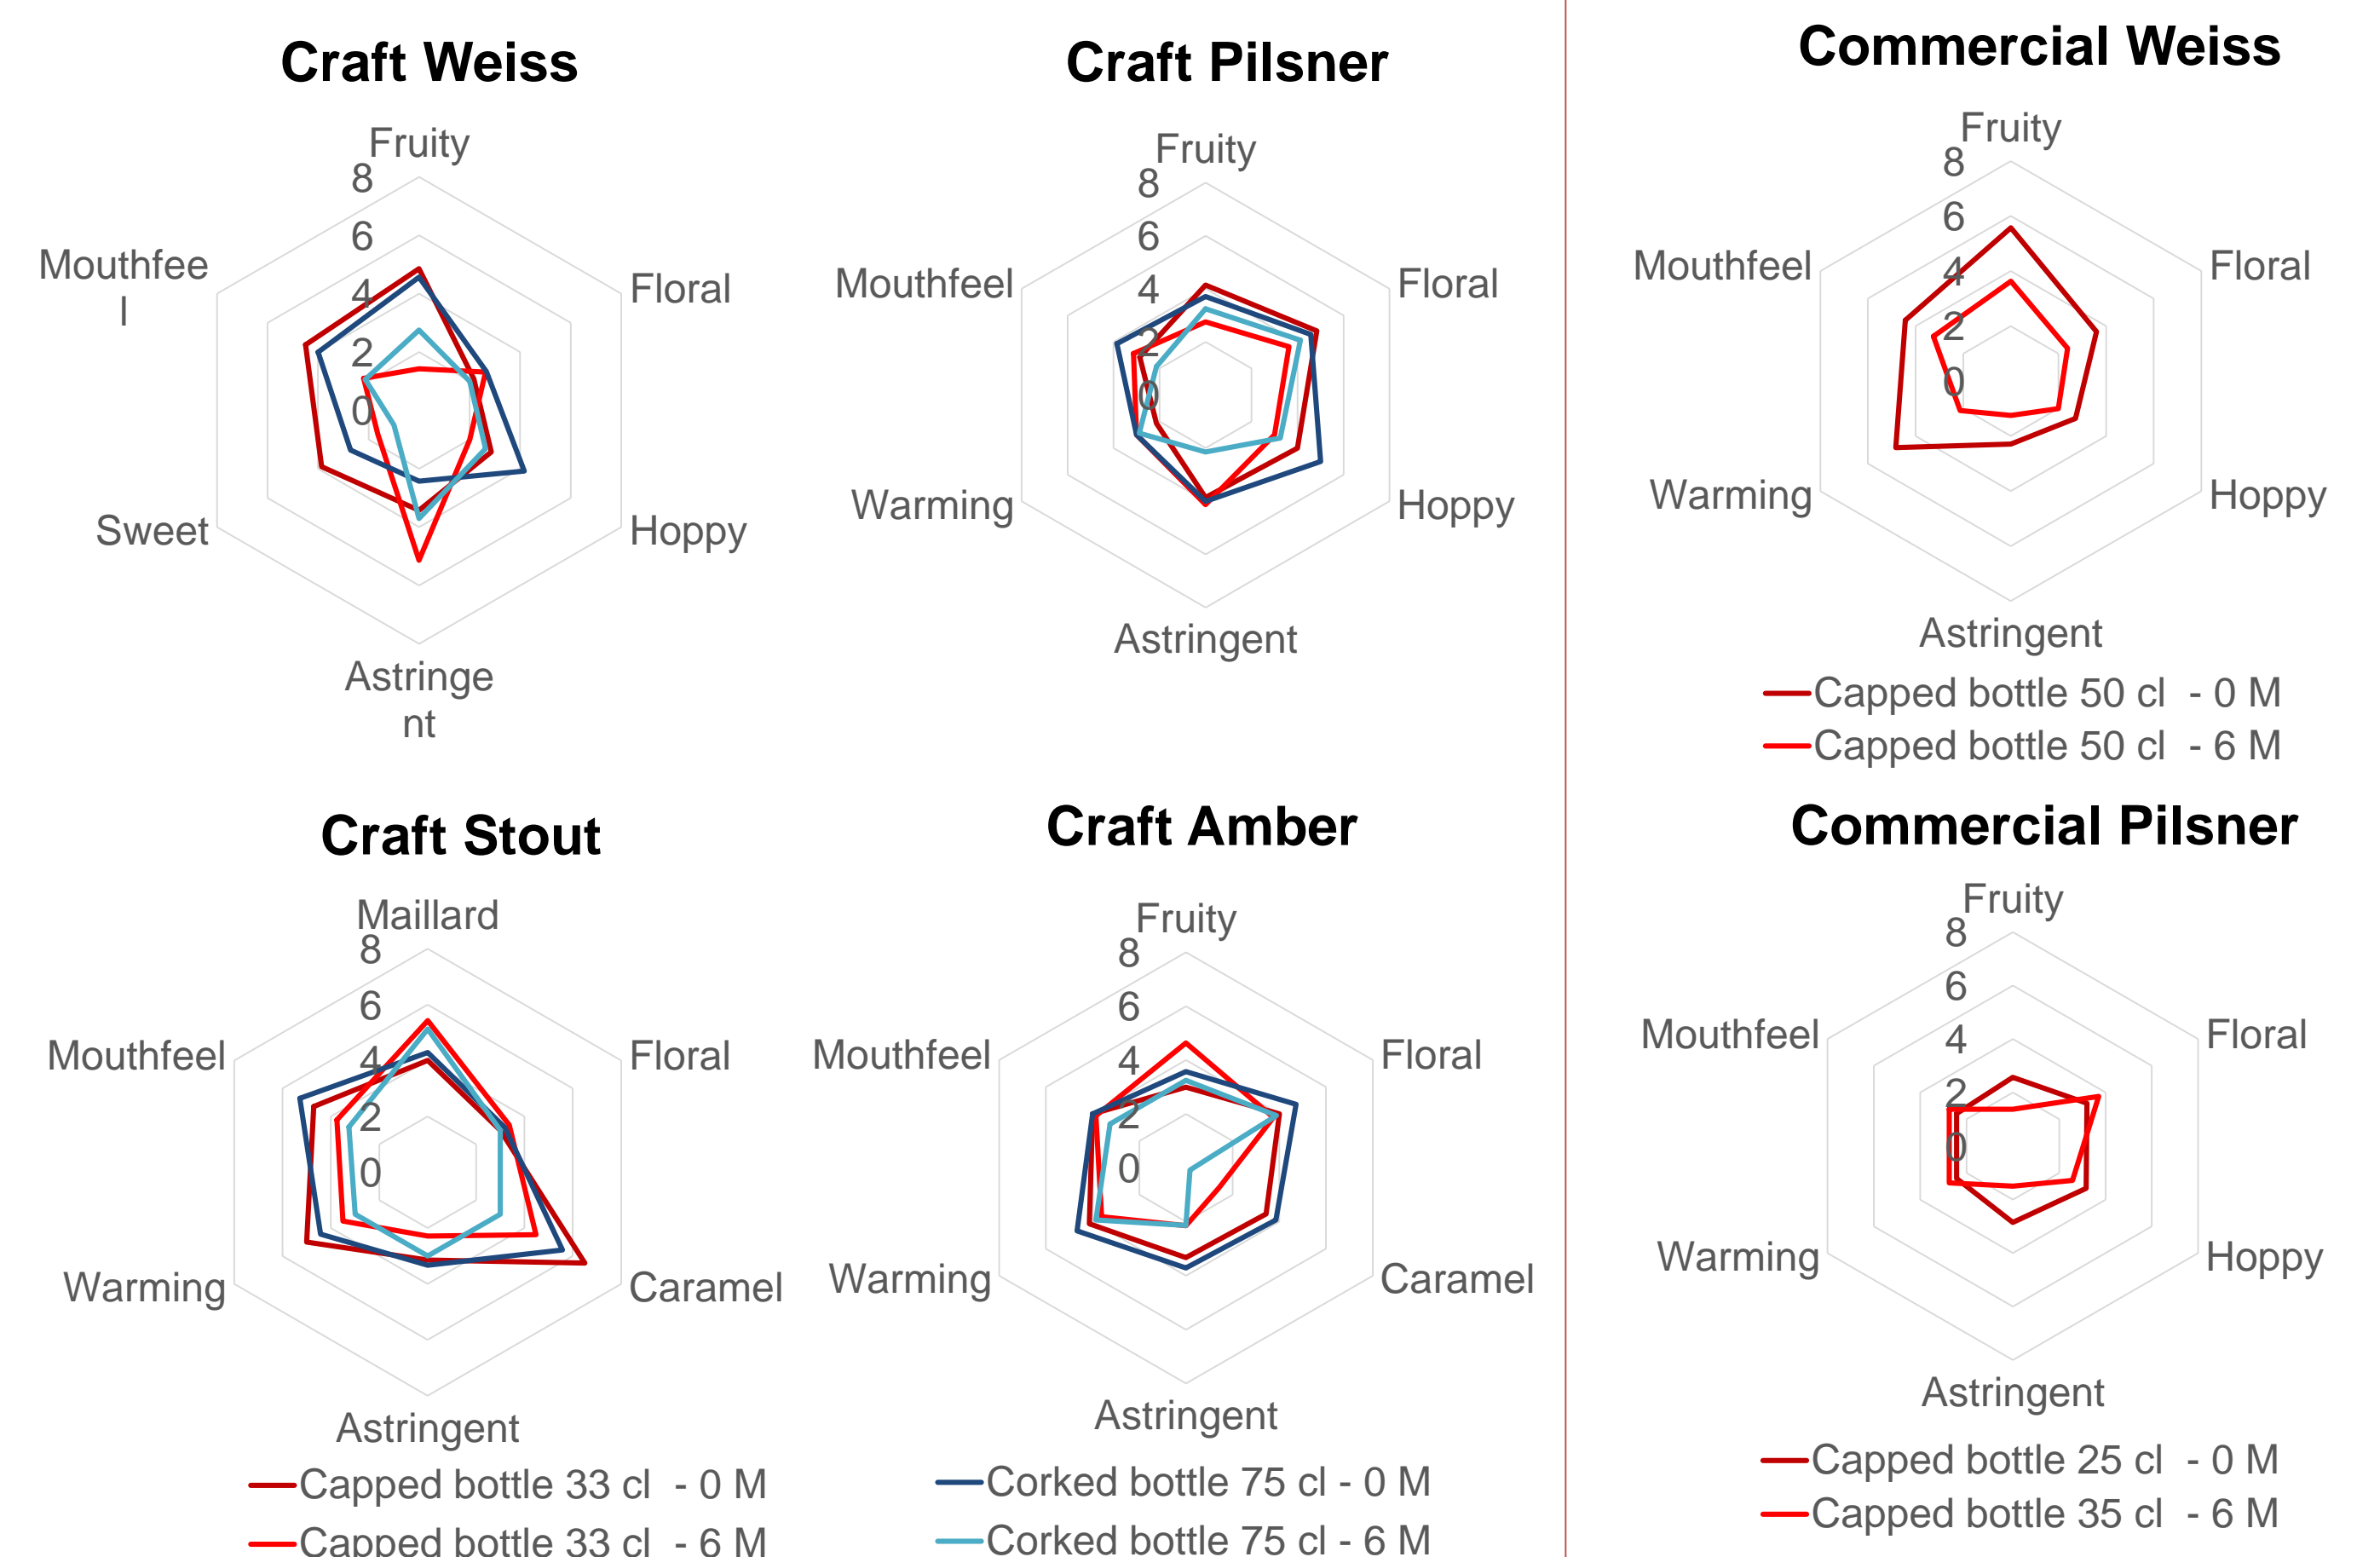 Craft Weiss
Fruity
8
6
4
2
0
Floral
Hoppy
Astringe
nt
Sweet
Mouthfee
l
Craft Pilsner
Fruity
8
6
4
2
0
Floral
Hoppy
Astringent
Warming
Mouthfeel
Commercial Weiss
Fruity
8
6
4
2
0
Floral
Hoppy
Astringent
Warming
Mouthfeel
Capped bottle 50 cl - 0 M
Capped bottle 50 cl - 6 M
Craft Stout
Maillard
8
6
4
2
0
Floral
Caramel
Astringent
Warming
Mouthfeel
Capped bottle 33 cl - 0 M
Capped bottle 33 cl - 6 M
Craft Amber
Fruity
8
6
4
2
0
Floral
Caramel
Astringent
Warming
Mouthfeel
Corked bottle 75 cl - 0 M
Corked bottle 75 cl - 6 M
Commercial Pilsner
Fruity
8
6
4
2
0
Floral
Hoppy
Astringent
Warming
Mouthfeel
Capped bottle 25 cl - 0 M
Capped bottle 35 cl - 6 M